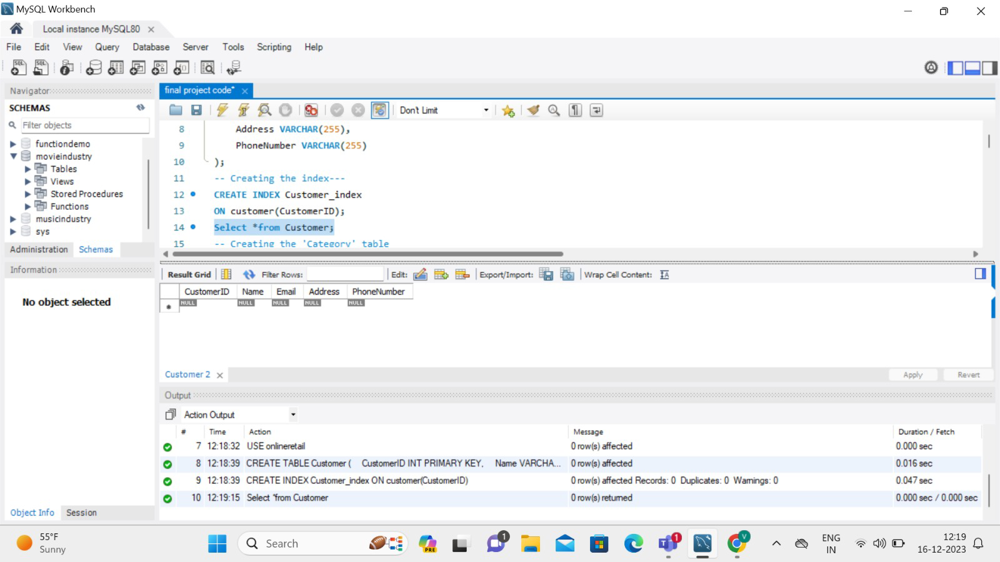 MySQL Workbench
Local instance MySQL80
File Edit View Query Database Server Tools Scripting Help
Navigator
SCHEMAS
Filter objects
functiondemo
movieindustry
Tables
Views
Stored Procedures
Functions
musicindustry
sys
Administration Schemas
Information
No object selected
Object Info Session
final project code*
Don't Limit
8 Address VARCHAR(255),
9 PhoneNumber VARCHAR(255)
10 );
11 -- Creating the index---
12 CREATE INDEX Customer_index
13 ON customer(CustomerID);
14 Select *from Customer;
15 -- Creating the 'Category' table
Result Grid Filter Rows: Edit: Export/Import: Wrap Cell Content:
CustomerID Name Email Address PhoneNumber
NULL NULL NULL NULL NULL
Customer 2
Apply Revert
Output
Action Output
# Time Action Message Duration / Fetch
7 12:18:32 USE onlineretail 0 row(s) affected 0.000 sec
8 12:18:39 CREATE TABLE Customer ( CustomerID INT PRIMARY KEY, Name VARCHA... 0 row(s) affected 0.016 sec
9 12:18:39 CREATE INDEX Customer_index ON customer(CustomerID) 0 row(s) affected Records: 0 Duplicates: 0 Warnings: 0 0.047 sec
10 12:19:15 Select *from Customer 0 row(s) returned 0.000 sec / 0.000 sec
55°F
Sunny
Search
PRE
1
1
V
ENG
IN
12:19
16-12-2023